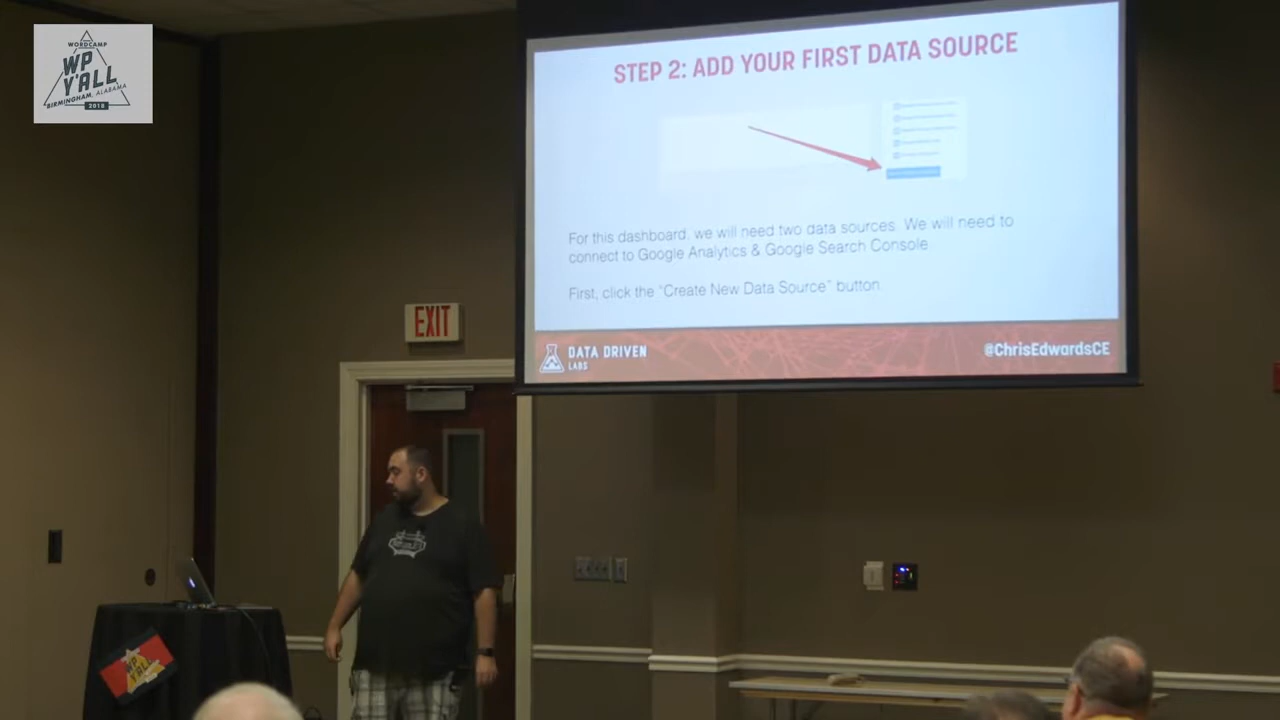 WORDCAMP
WP
Y'ALL
BIRMINGHAM, ALABAMA
2018
STEP 2: ADD YOUR FIRST DATA SOURCE
For this dashboard, we will need two data sources. We will need to
connect to Google Analytics & Google Search Console
First, click the “Create New Data Source” button
DATA DRIVEN
LABS
@ChrisEdwardsCE
EXIT
WP
Y'ALL